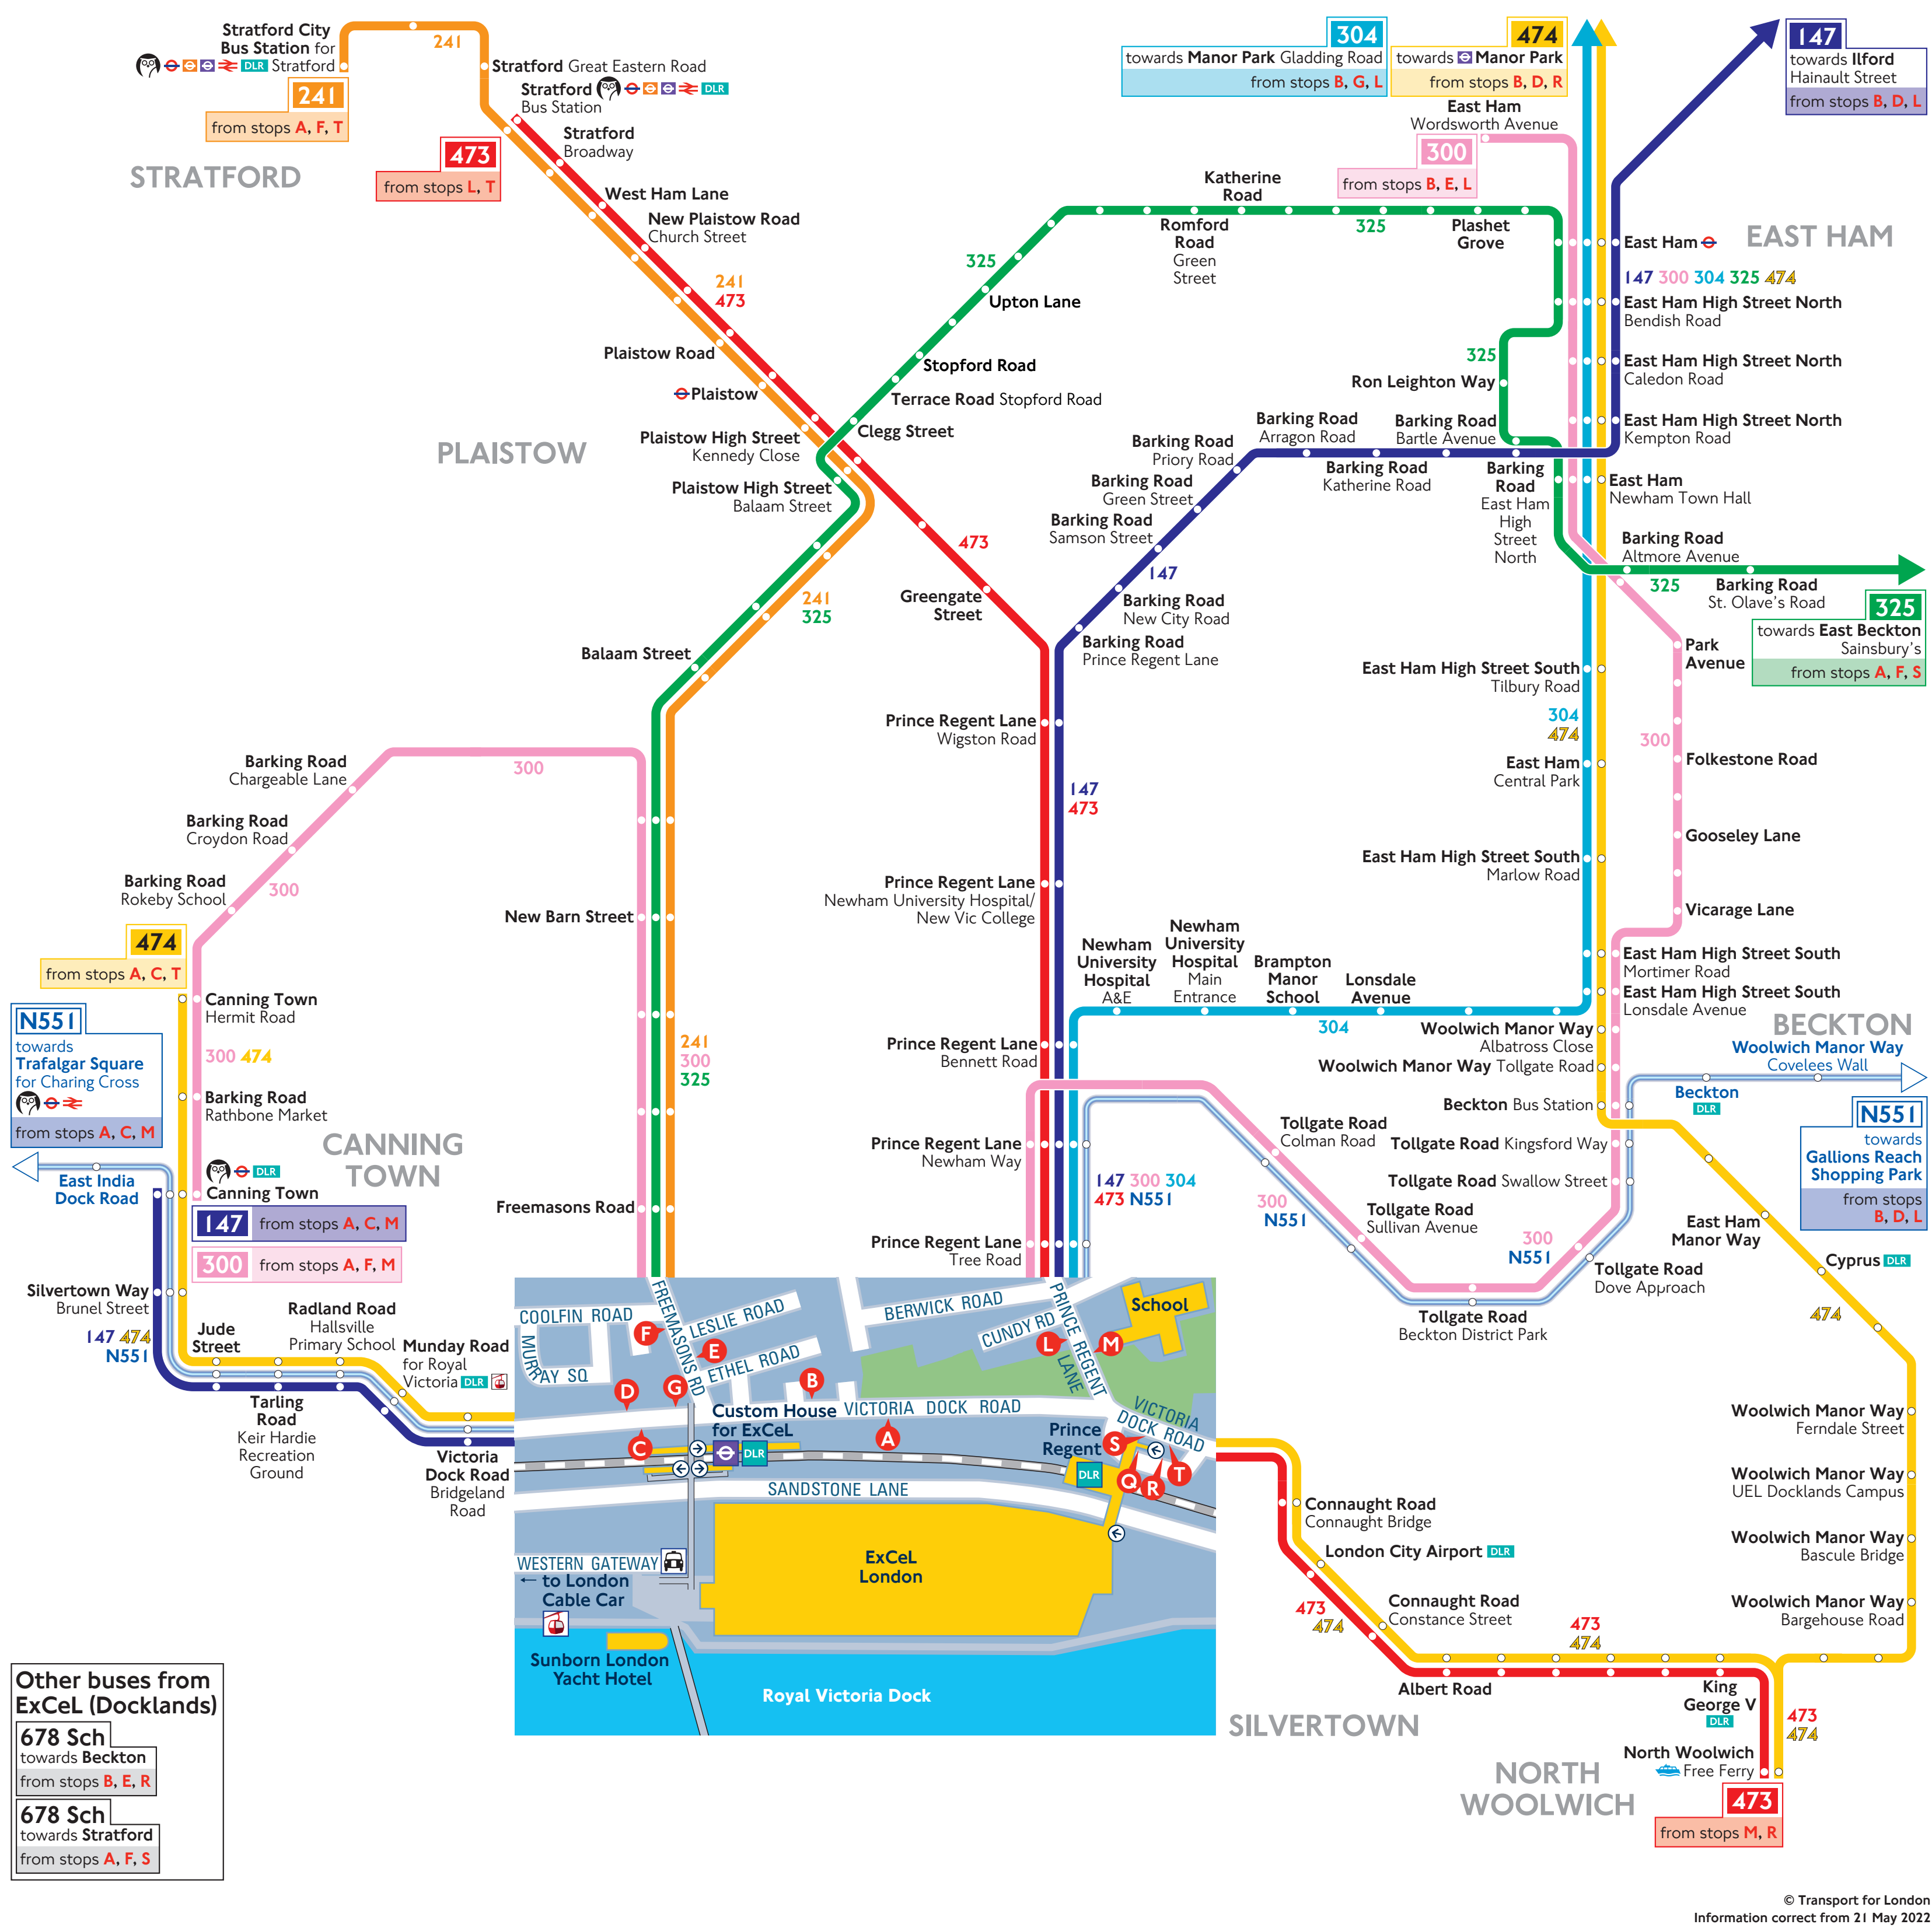 Stratford City
Bus Station for
DLR Stratford
241
from stops A, F, T
241
Stratford Great Eastern Road
Stratford DLR
Bus Station
473
from stops L, T
STRATFORD
Stratford
Broadway
West Ham Lane
New Plaistow Road
Church Street
241
473
Plaistow Road
Plaistow
Plaistow High Street
Kennedy Close
PLAISTOW
Plaistow High Street
Balaam Street
304
towards Manor Park Gladding Road
from stops B, G, L
474
towards Manor Park
from stops B, D, R
147
towards Ilford
Hainault Street
from stops B, D, L
East Ham
Wordsworth Avenue
300
from stops B, E, L
Katherine
Road
Romford
Road
Green
Street
325
Plashet
Grove
325
Upton Lane
Stopford Road
Terrace Road Stopford Road
Clegg Street
East Ham
EAST HAM
147 300 304 325 474
East Ham High Street North
Bendish Road
325
East Ham High Street North
Caledon Road
Ron Leighton Way
East Ham High Street North
Kempton Road
Barking Road
Priory Road
Barking Road
Arragon Road
Barking Road
Bartle Avenue
Barking Road
Katherine Road
Barking
Road
East Ham
High
Street
North
East Ham
Newham Town Hall
Barking Road
Green Street
Barking Road
Samson Street
147
Barking Road
New City Road
Barking Road
Prince Regent Lane
Barking Road
Altmore Avenue
325
Barking Road
St. Olave's Road
325
towards East Beckton
Sainsbury's
from stops A, F, S
473
Greengate
Street
241
325
Balaam Street
Park
Avenue
East Ham High Street South
Tilbury Road
304
474
300
East Ham
Central Park
Folkestone Road
Gooseley Lane
East Ham High Street South
Marlow Road
Vicarage Lane
Prince Regent Lane
Wigston Road
147
473
Prince Regent Lane
Newham University Hospital/
New Vic College
Barking Road
Chargeable Lane
300
Barking Road
Croydon Road
Barking Road
Rokeby School
300
New Barn Street
474
from stops A, C, T
Canning Town
Hermit Road
300 474
Barking Road
Rathbone Market
CANNING
TOWN
DLR
Canning Town
147 from stops A, C, M
300 from stops A, F, M
N551
towards
Trafalgar Square
for Charing Cross
from stops A, C, M
East India
Dock Road
Silvertown Way
Brunel Street
147 474
N551
Jude
Street
Radland Road
Hallsville
Primary School
Munday Road
for Royal
Victoria DLR
Tarling
Road
Keir Hardie
Recreation
Ground
Victoria
Dock Road
Bridgeland
Road
241
300
325
Freemasons Road
Newham
University
Hospital
A&E
Newham
University
Hospital
Main
Entrance
Brampton
Manor
School
Lonsdale
Avenue
304
Prince Regent Lane
Bennett Road
Prince Regent Lane
Newham Way
147 300 304
473 N551
Prince Regent Lane
Tree Road
East Ham High Street South
Mortimer Road
East Ham High Street South
Lonsdale Avenue
BECKTON
Woolwich Manor Way
Albatross Close
Woolwich Manor Way Tollgate Road
Beckton Bus Station
Tollgate Road Kingsford Way
Tollgate Road Swallow Street
Woolwich Manor Way
Covelees Wall
Beckton
DLR
N551
towards
Gallions Reach
Shopping Park
from stops
B, D, L
Tollgate Road
Colman Road
300
N551
Tollgate Road
Sullivan Avenue
300
N551
Tollgate Road
Dove Approach
Tollgate Road
Beckton District Park
East Ham
Manor Way
Cyprus DLR
474
Woolwich Manor Way
Ferndale Street
Woolwich Manor Way
UEL Docklands Campus
Woolwich Manor Way
Bascule Bridge
Woolwich Manor Way
Bargehouse Road
COOLFIN ROAD
MURRAY SQ
FREEMASONS RD
LESLIE ROAD
ETHEL ROAD
BERWICK ROAD
CUNDY RD
PRINCE REGENT LANE
School
F
E
D
G
B
L
M
VICTORIA DOCK ROAD
VICTORIA
DOCK ROAD
Custom House
for ExCeL
DLR
C
A
Prince
Regent
DLR
S
Q
R
T
SANDSTONE LANE
WESTERN GATEWAY
← to London
Cable Car
ExCeL
London
Sunborn London
Yacht Hotel
Royal Victoria Dock
Connaught Road
Connaught Bridge
London City Airport DLR
Connaught Road
Constance Street
473
474
473
474
Albert Road
King
George V
DLR
473
474
North Woolwich
Free Ferry
473
from stops M, R
SILVERTOWN
NORTH
WOOLWICH
Other buses from
ExCeL (Docklands)
678 Sch
towards Beckton
from stops B, E, R
678 Sch
towards Stratford
from stops A, F, S
© Transport for London
Information correct from 21 May 2022